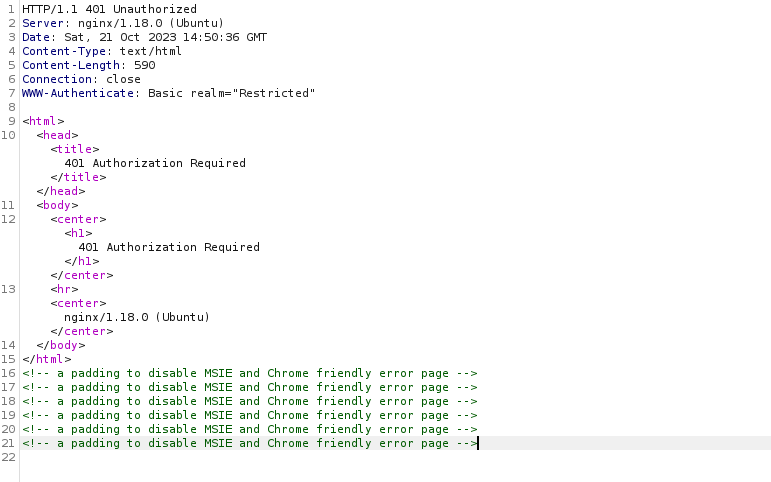 1 HTTP/1.1 401 Unauthorized
2 Server: nginx/1.18.0 (Ubuntu)
3 Date: Sat, 21 Oct 2023 14:50:36 GMT
4 Content-Type: text/html
5 Content-Length: 590
6 Connection: close
7 WWW-Authenticate: Basic realm="Restricted"
8
9 <html>
10 <head>
<title>
401 Authorization Required
</title>
</head>
11 <body>
12 <center>
<h1>
401 Authorization Required
</h1>
</center>
13 <hr>
<center>
nginx/1.18.0 (Ubuntu)
</center>
14 </body>
15 </html>
16 <!-- a padding to disable MSIE and Chrome friendly error page -->
17 <!-- a padding to disable MSIE and Chrome friendly error page -->
18 <!-- a padding to disable MSIE and Chrome friendly error page -->
19 <!-- a padding to disable MSIE and Chrome friendly error page -->
20 <!-- a padding to disable MSIE and Chrome friendly error page -->
21 <!-- a padding to disable MSIE and Chrome friendly error page -->
22